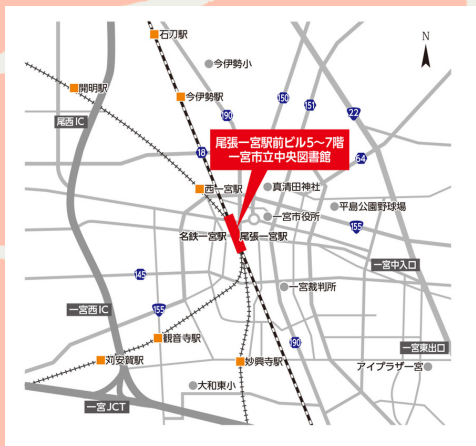 石刀駅
今伊勢小
N
開明駅
今伊勢駅
190
150
151
22
尾西IC
18
尾張一宮駅前ビル5～7階
一宮市立中央図書館
64
西一宮駅
真清田神社
平島公園野球場
一宮市役所
155
名鉄一宮駅
尾張一宮駅
一宮中入口
145
一宮裁判所
一宮西IC
155
観音寺駅
190
一宮東出口
苅安賀駅
妙興寺駅
アイプラザ一宮
大和東小
一宮JCT